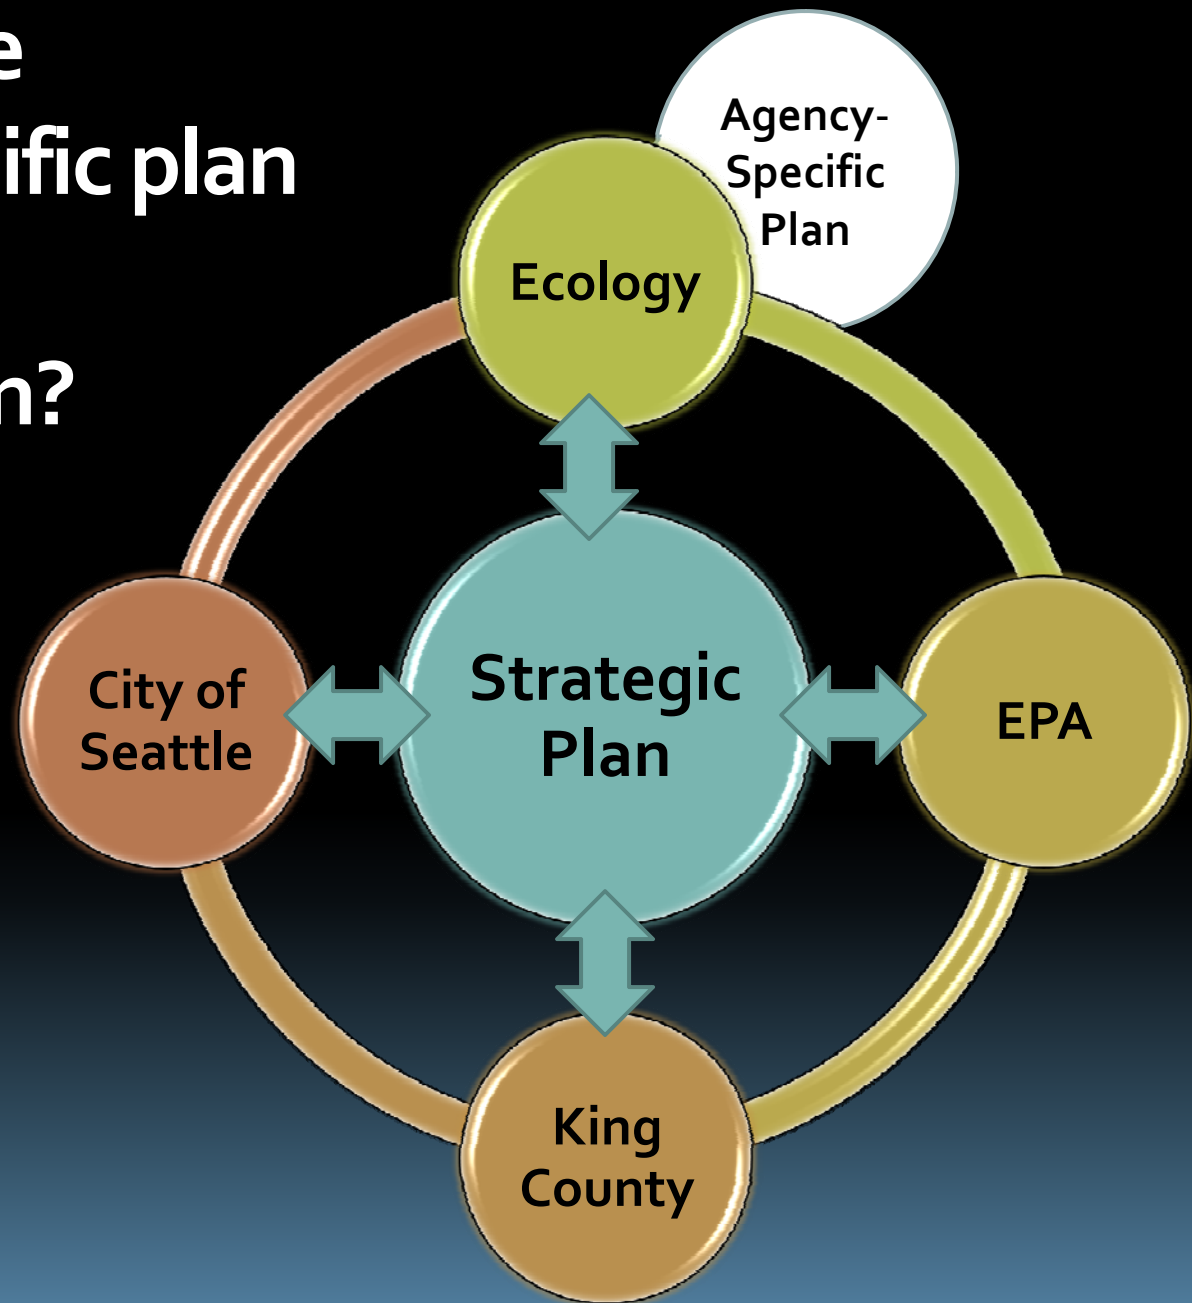 e
ific plan
n?
Agency-
Specific
Plan
Ecology
City of
Seattle
Strategic
Plan
EPA
King
County